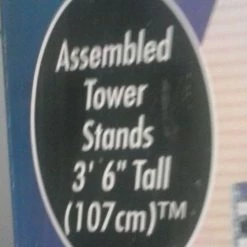 Assembled
Tower
Stands
3' 6" Tall
(107cm)™